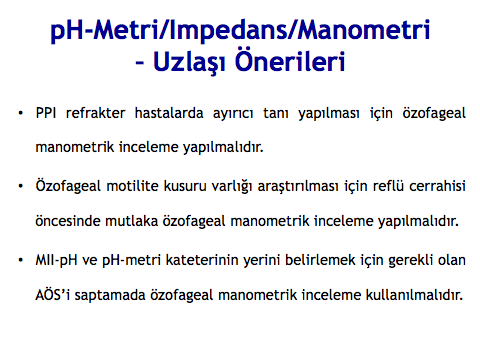 pH-Metri/Impedans/Manometri
– Uzlaşı Önerileri
• PPI refrakter hastalarda ayırıcı tanı yapılması için özofageal
manometrik inceleme yapılmalıdır.
• Özofageal motilite kusuru varlığı araştırılması için reflü cerrahisi
öncesinde mutlaka özofageal manometrik inceleme yapılmalıdır.
• MII-pH ve pH-metri kateterinin yerini belirlemek için gerekli olan
AÖS’i saptamada özofageal manometrik inceleme kullanılmalıdır.